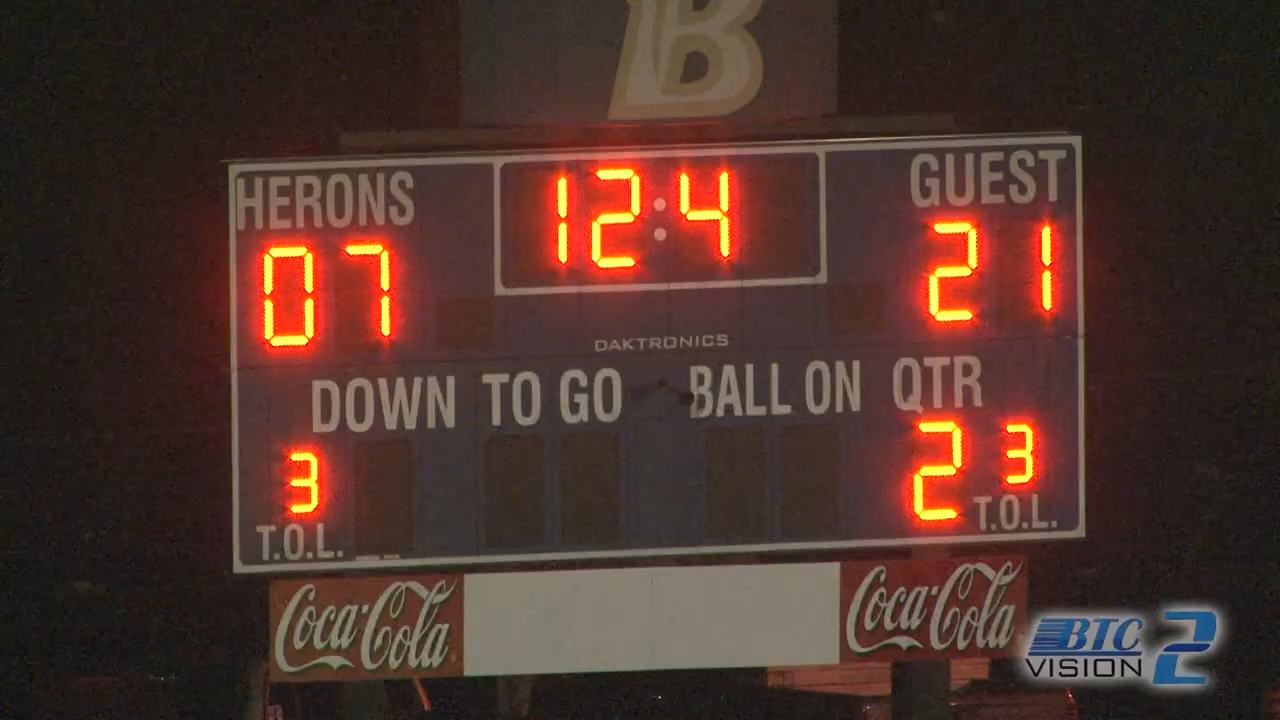 B
HERONS 12:4 GUEST
07 21
DAKTRONICS
DOWN TO GO BALL ON QTR
3 2 3
T.O.L. T.O.L.
Coca-Cola Coca-Cola
BTC
VISION 2